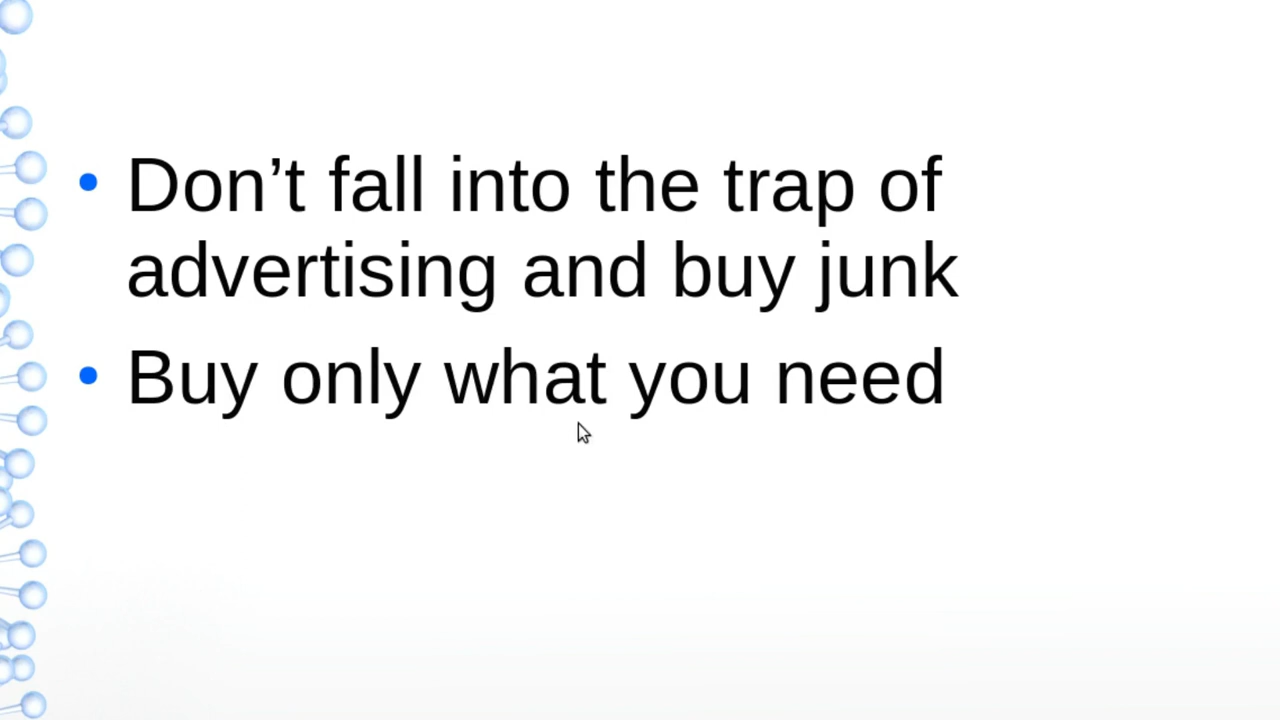 • Don’t fall into the trap of
advertising and buy junk
• Buy only what you need